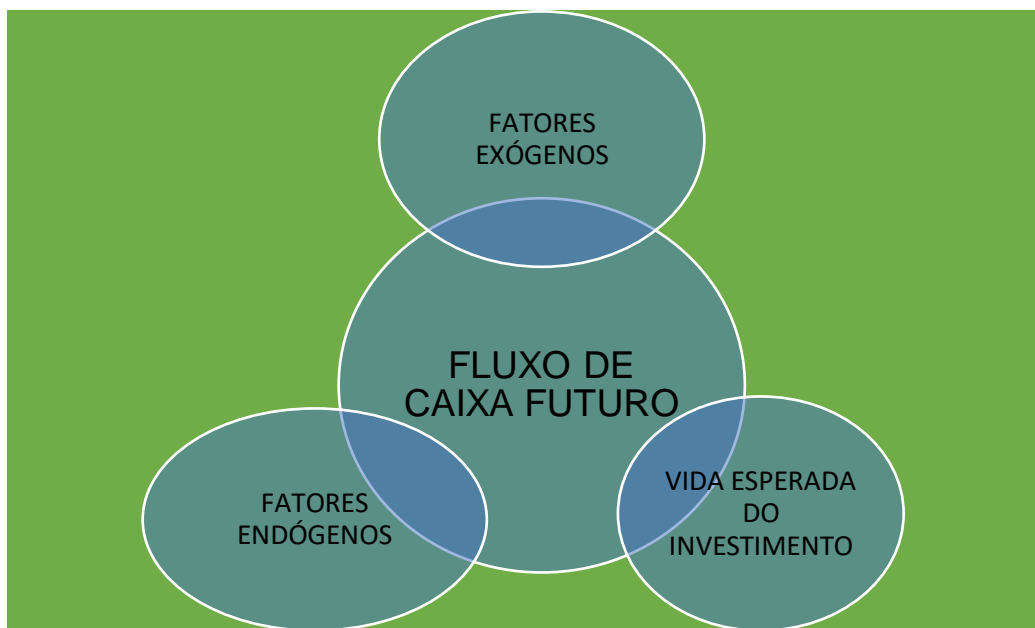 FATORES
EXÓGENOS
FLUXO DE
CAIXA FUTURO
FATORES
ENDÓGENOS
VIDA ESPERADA
DO
INVESTIMENTO